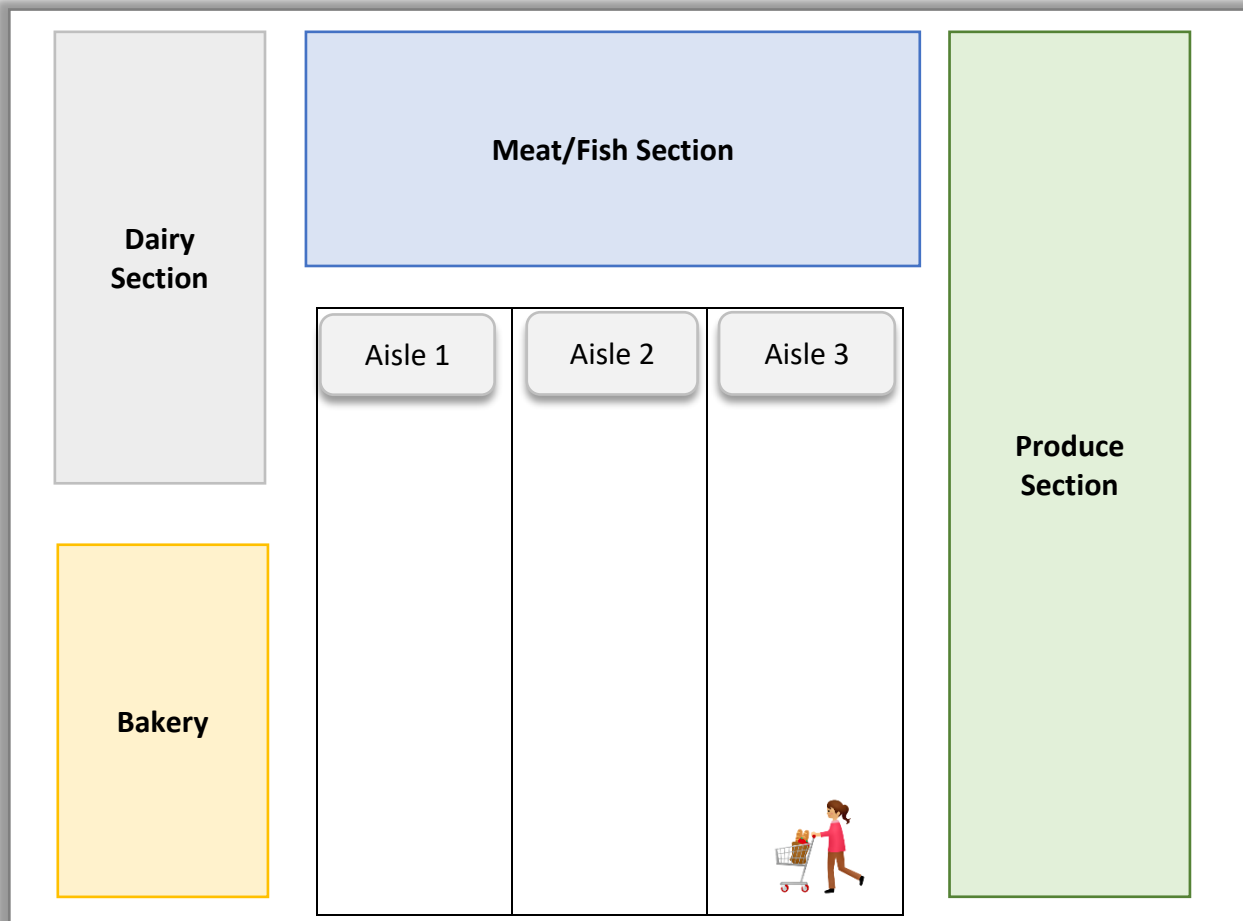 Meat/Fish Section
Dairy
Section
Aisle 1
Aisle 2
Aisle 3
Produce
Section
Bakery